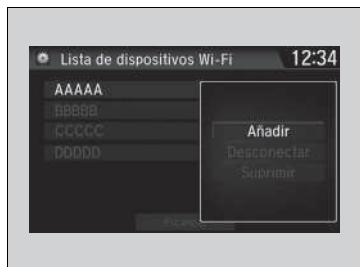 Lista de dispositivos Wi-Fi 12:34
AAAAA
BBBBB
CCCCC
DDDDD
Añadir
Desconectar
Suprimir